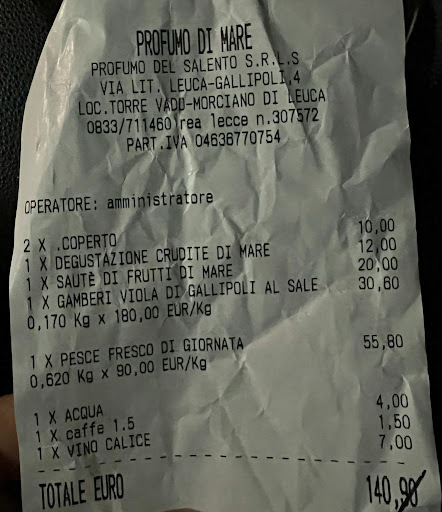 PROFUMO DI MARE
PROFUMO DEL SALENTO S.R.L.S
VIA LIT. LEUCA-GALLIPOLI,4
LOC.TORRE VADO-MORCIANO DI LEUCA
0833/711460 rea lecce n.307572
PART.IVA 04636770754
OPERATORE: amministratore
2 X .COPERTO 10,00
1 X DEGUSTAZIONE CRUDITE DI MARE 12,00
1 X SAUTÈ DI FRUTTI DI MARE 20,00
1 X GAMBERI VIOLA DI GALLIPOLI AL SALE 30,60
0,170 Kg x 180,00 EUR/Kg
1 X PESCE FRESCO DI GIORNATA 55,80
0,620 Kg x 90,00 EUR/Kg
1 X ACQUA 4,00
1 X caffe 1.5 1,50
1 X VINO CALICE 7,00
TOTALE EURO 140,90